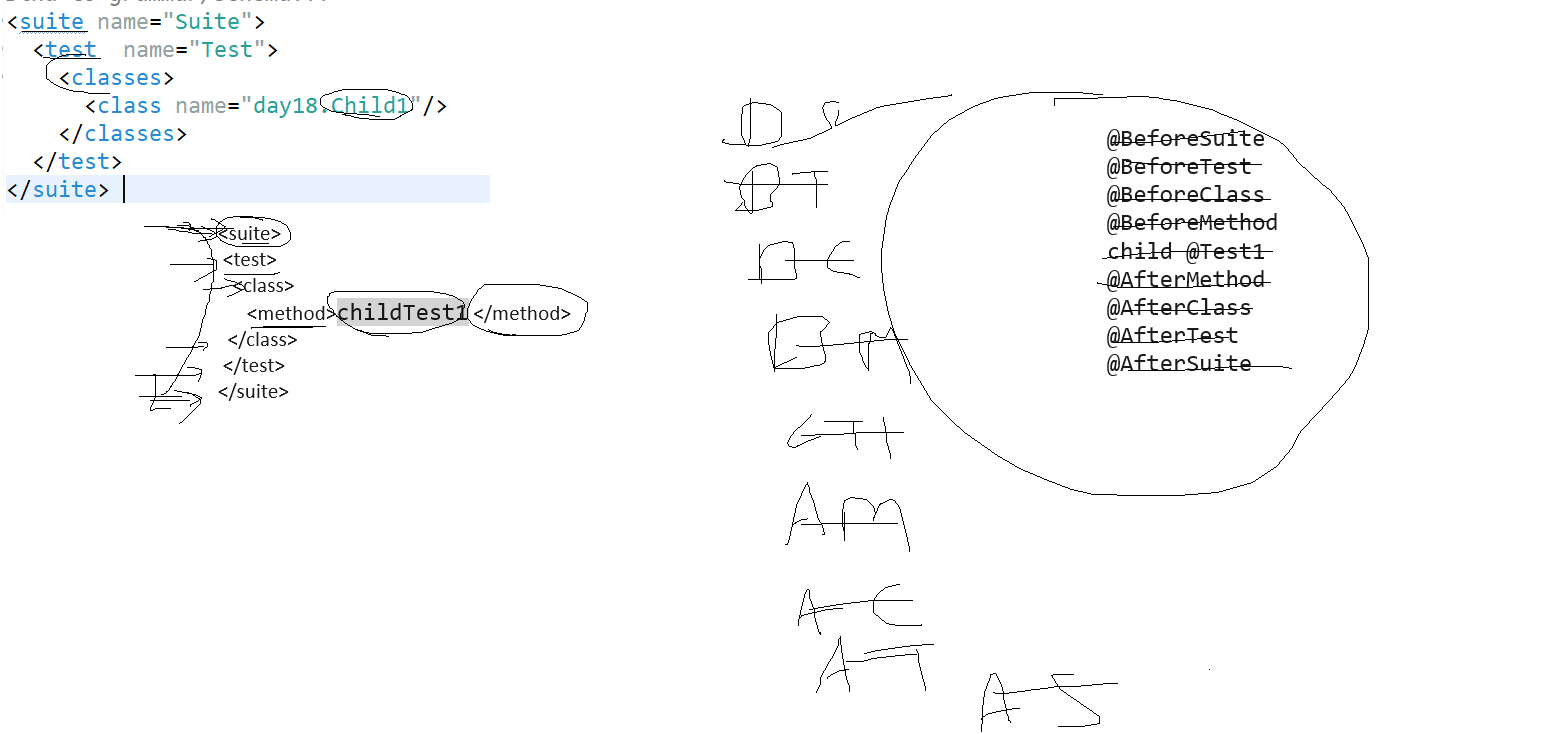 <suite name="Suite">
<test name="Test">
<classes>
<class name="day18.Child1"/>
</classes>
</test>
</suite>
<suite>
<test>
<class>
<method>childTest1</method>
</class>
</test>
</suite>
BS
BT
BC
Bm
CT1
Am
AC
AT
AS
@BeforeSuite
@BeforeTest
@BeforeClass
@BeforeMethod
child @Test1
@AfterMethod
@AfterClass
@AfterTest
@AfterSuite